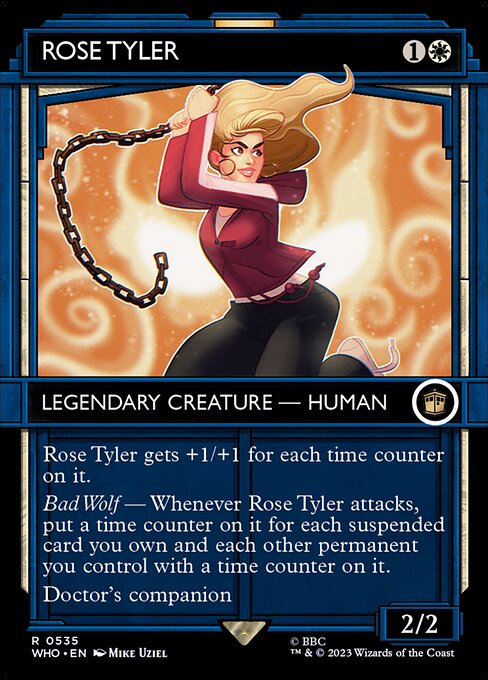 ROSE TYLER
1
LEGENDARY CREATURE — HUMAN
Rose Tyler gets +1/+1 for each time counter
on it.
Bad Wolf — Whenever Rose Tyler attacks,
put a time counter on it for each suspended
card you own and each other permanent
you control with a time counter on it.
Doctor's companion
2/2
R 0535
WHO • EN MIKE UZIEL
© BBC
™ & © 2023 Wizards of the Coast